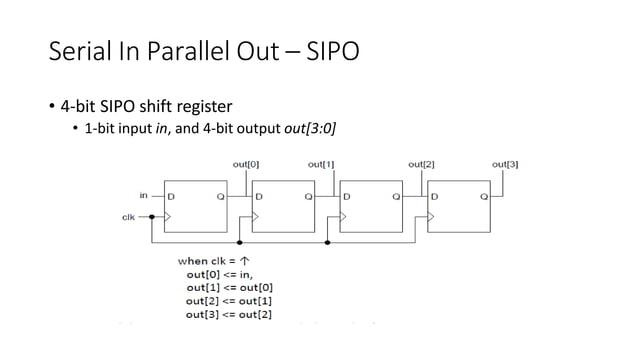 Serial In Parallel Out – SIPO
• 4-bit SIPO shift register
• 1-bit input in, and 4-bit output out[3:0]
out[0] out[1] out[2] out[3]
in D Q D Q D Q D Q
clk
when clk = ↑
out[0] <= in,
out[1] <= out[0]
out[2] <= out[1]
out[3] <= out[2]